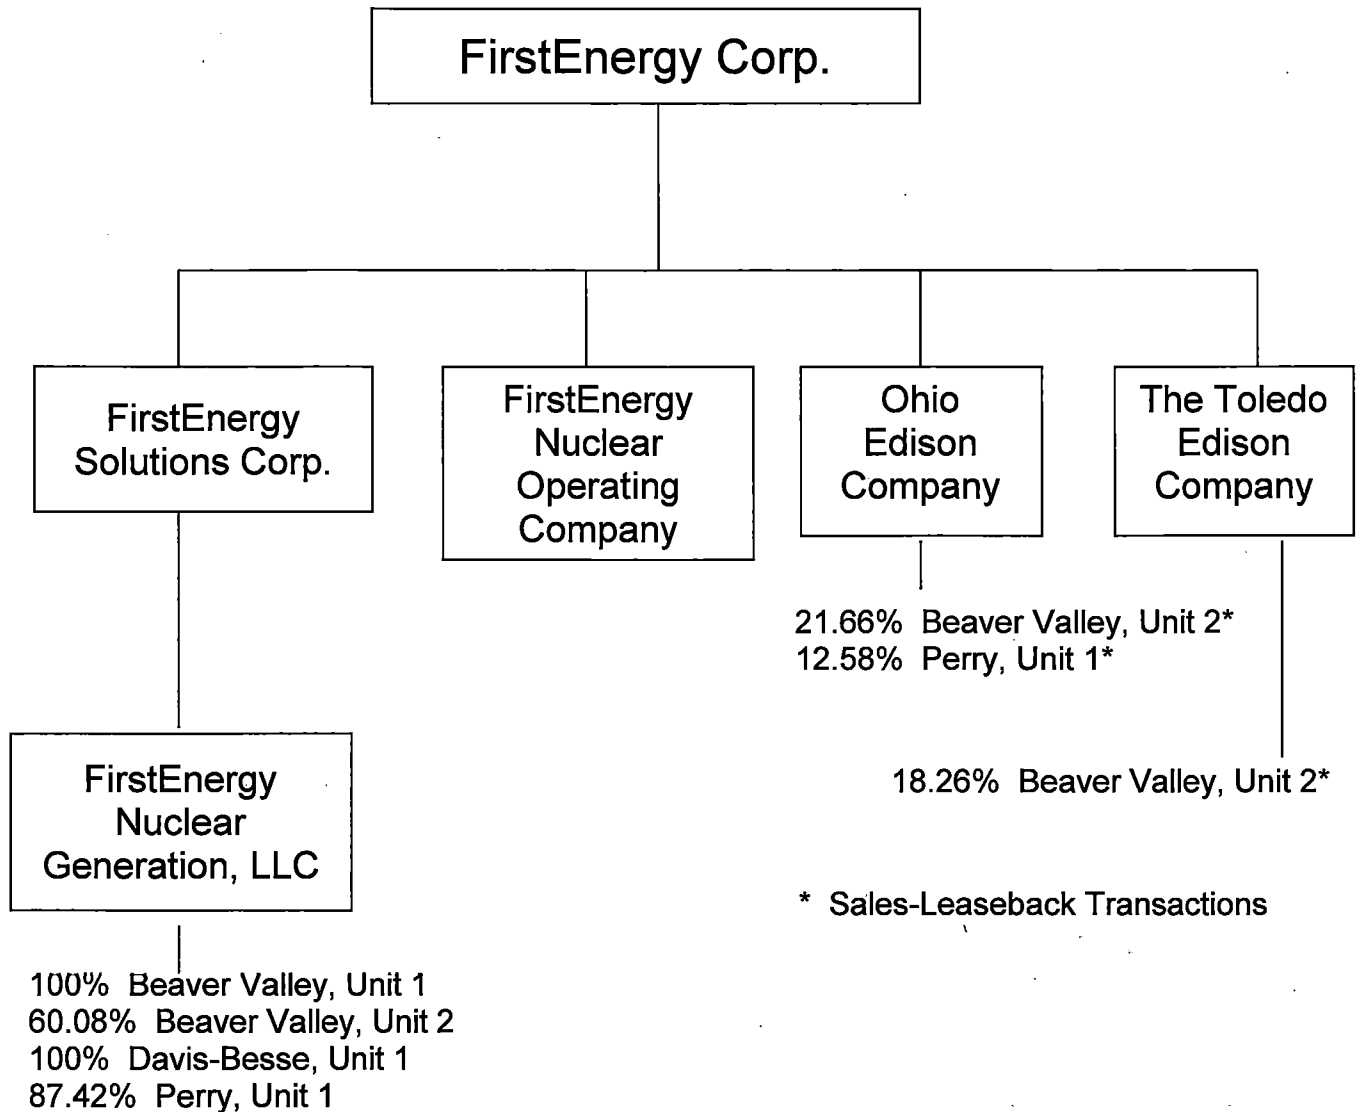 FirstEnergy Corp.
FirstEnergy
Solutions Corp.
FirstEnergy
Nuclear
Operating
Company
Ohio
Edison
Company
The Toledo
Edison
Company
21.66% Beaver Valley, Unit 2*
12.58% Perry, Unit 1*
18.26% Beaver Valley, Unit 2*
FirstEnergy
Nuclear
Generation, LLC
* Sales-Leaseback Transactions
100% Beaver Valley, Unit 1
60.08% Beaver Valley, Unit 2
100% Davis-Besse, Unit 1
87.42% Perry, Unit 1